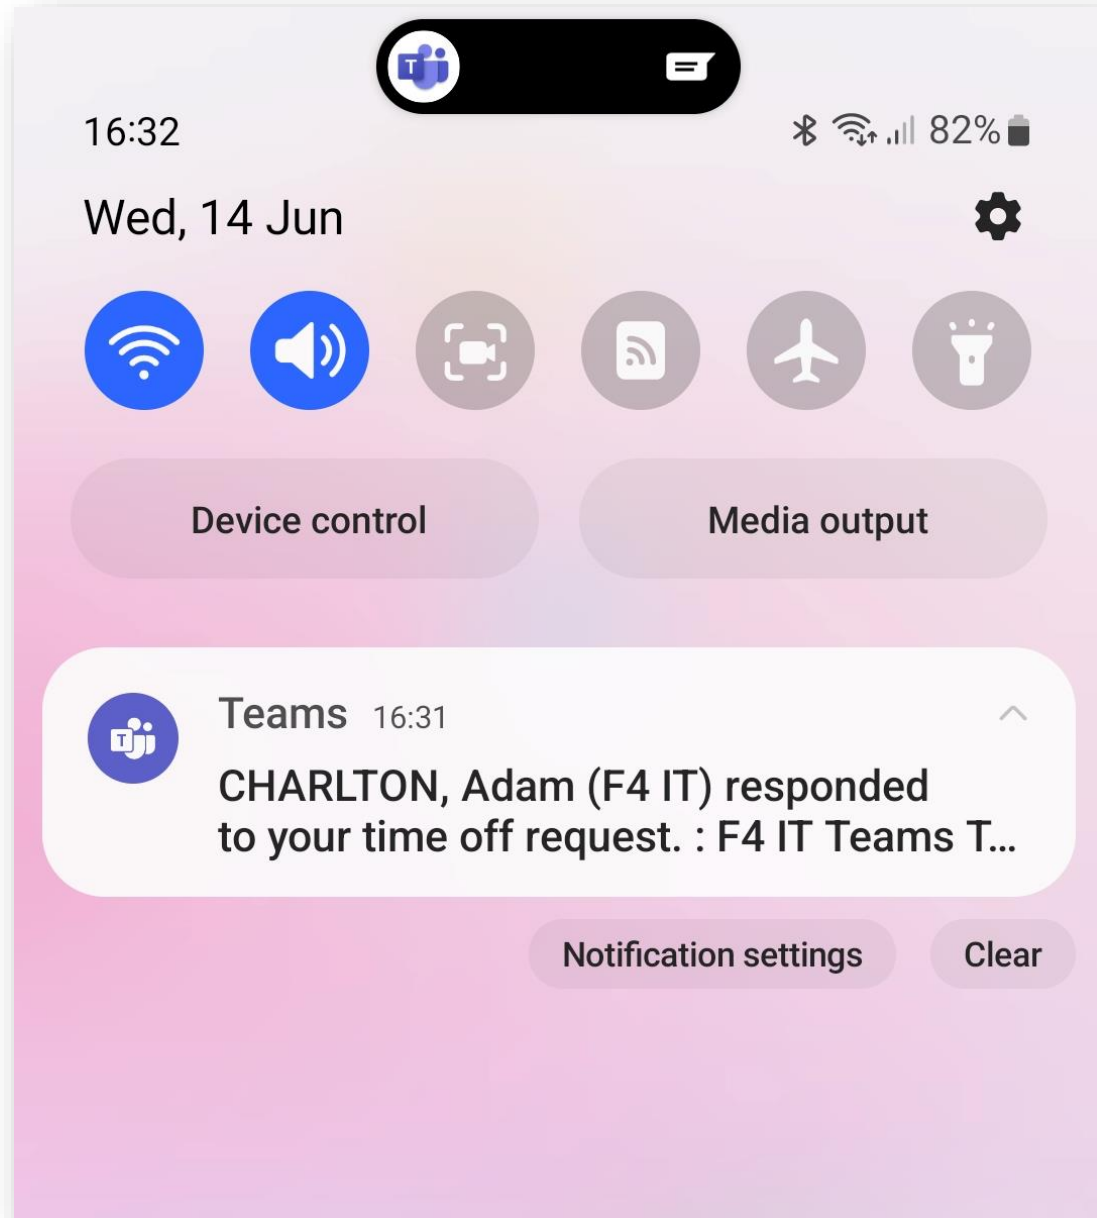 16:32
82%
Wed, 14 Jun
Device control
Media output
Teams 16:31
CHARLTON, Adam (F4 IT) responded
to your time off request. : F4 IT Teams T...
Notification settings
Clear